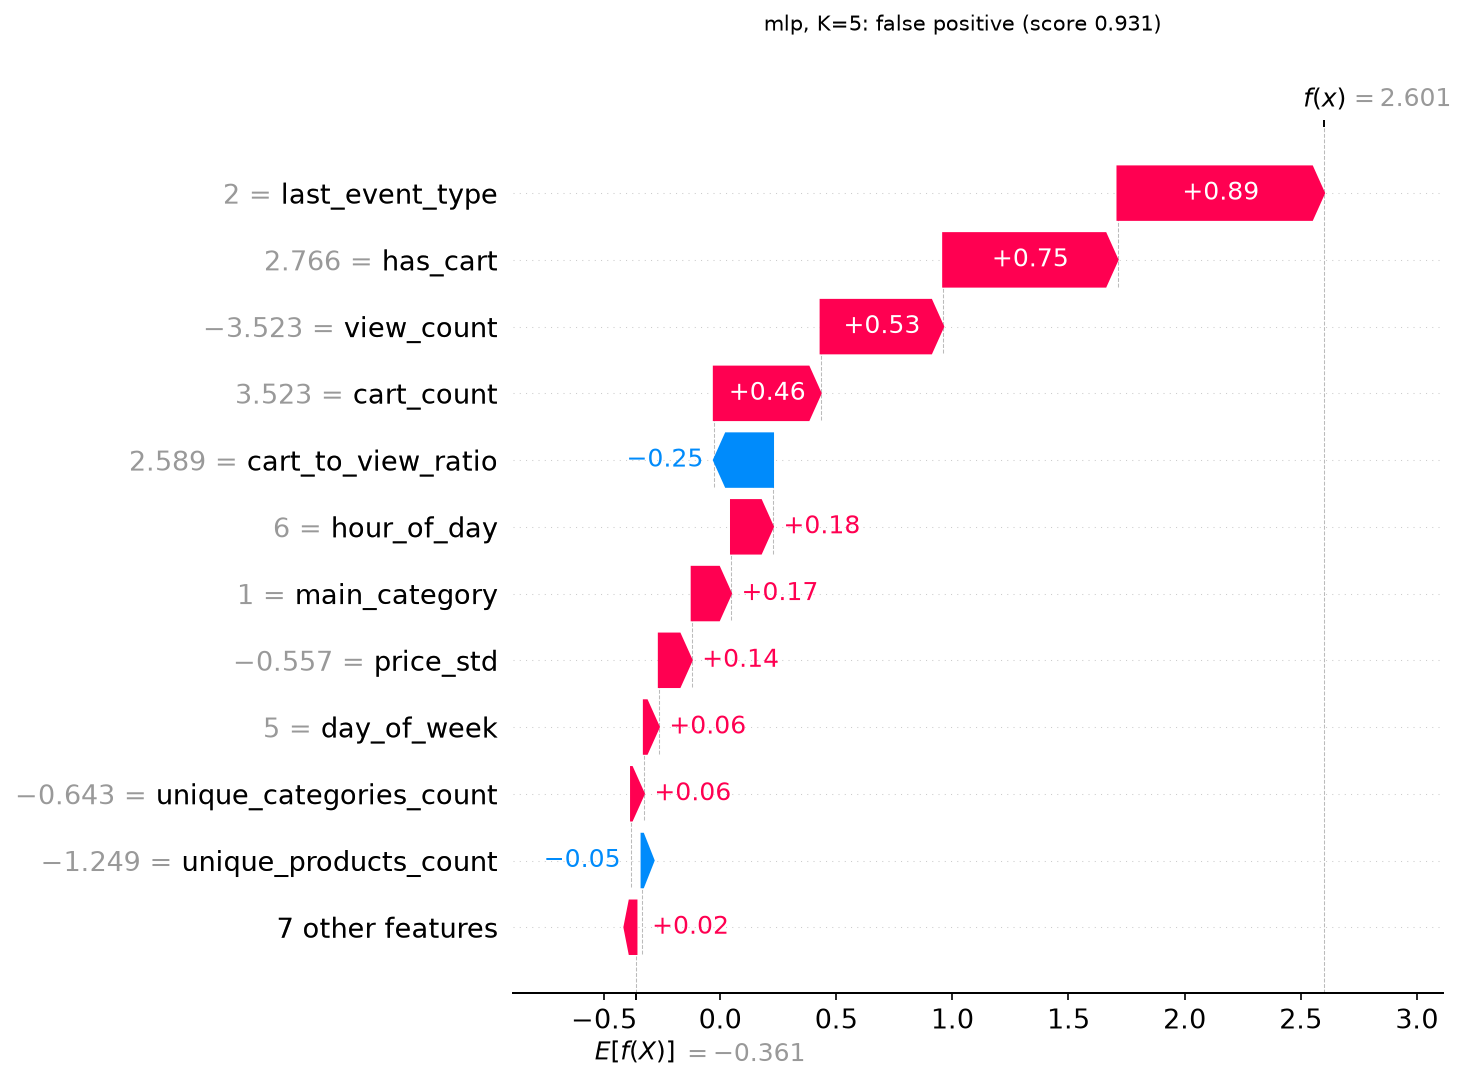 mlp, K=5: false positive (score 0.931)
f(x) = 2.601
2 = last_event_type +0.89
2.766 = has_cart +0.75
−3.523 = view_count +0.53
3.523 = cart_count +0.46
2.589 = cart_to_view_ratio −0.25
6 = hour_of_day +0.18
1 = main_category +0.17
−0.557 = price_std +0.14
5 = day_of_week +0.06
−0.643 = unique_categories_count +0.06
−1.249 = unique_products_count −0.05
7 other features +0.02
−0.5 0.0 0.5 1.0 1.5 2.0 2.5 3.0
E[f(X)] = −0.361